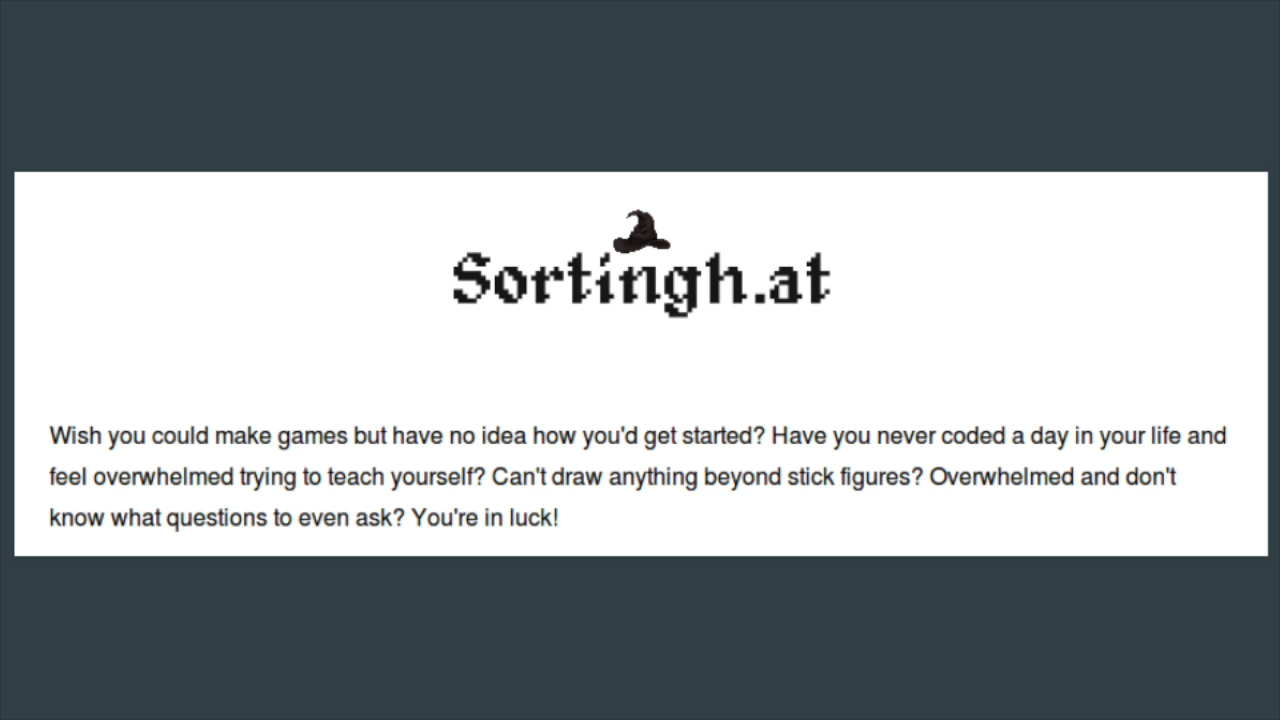 Sortingh.at
Wish you could make games but have no idea how you'd get started? Have you never coded a day in your life and
feel overwhelmed trying to teach yourself? Can't draw anything beyond stick figures? Overwhelmed and don't
know what questions to even ask? You're in luck!